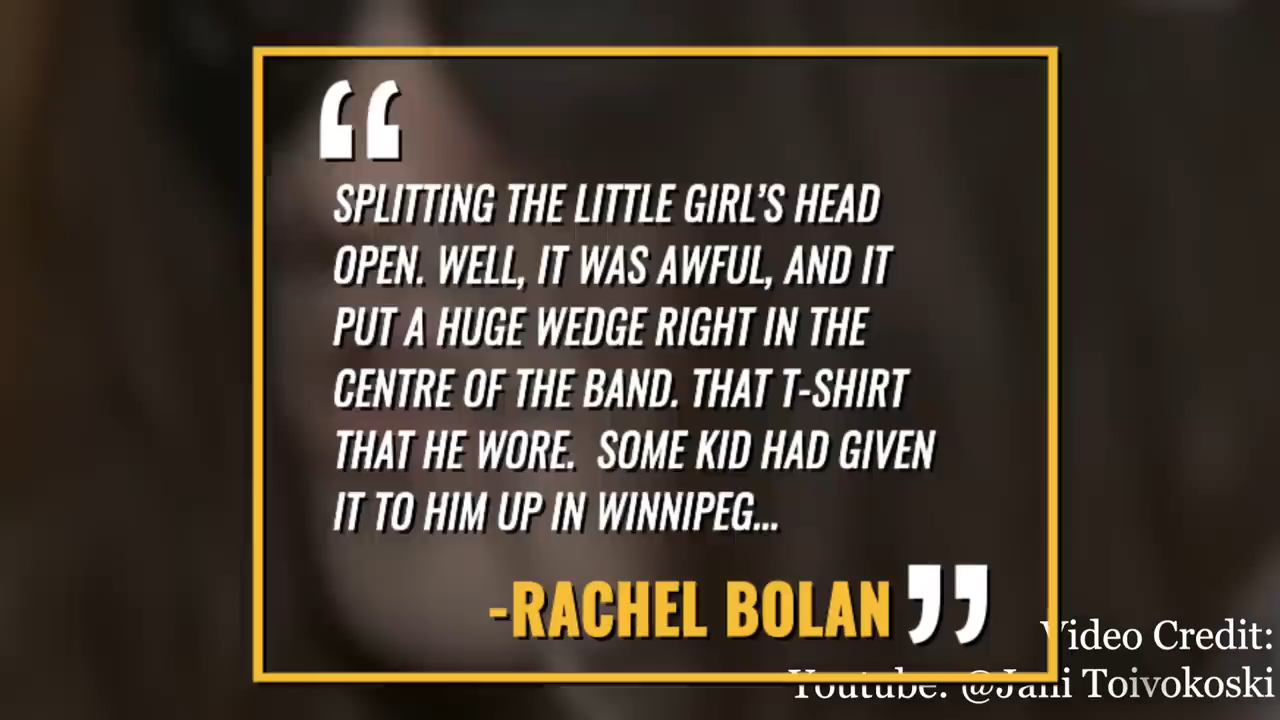 “
SPLITTING THE LITTLE GIRL’S HEAD
OPEN. WELL, IT WAS AWFUL, AND IT
PUT A HUGE WEDGE RIGHT IN THE
CENTRE OF THE BAND. THAT T-SHIRT
THAT HE WORE.  SOME KID HAD GIVEN
IT TO HIM UP IN WINNIPEG...
-RACHEL BOLAN ”
Video Credit:
Youtube: @Jani Toivokoski